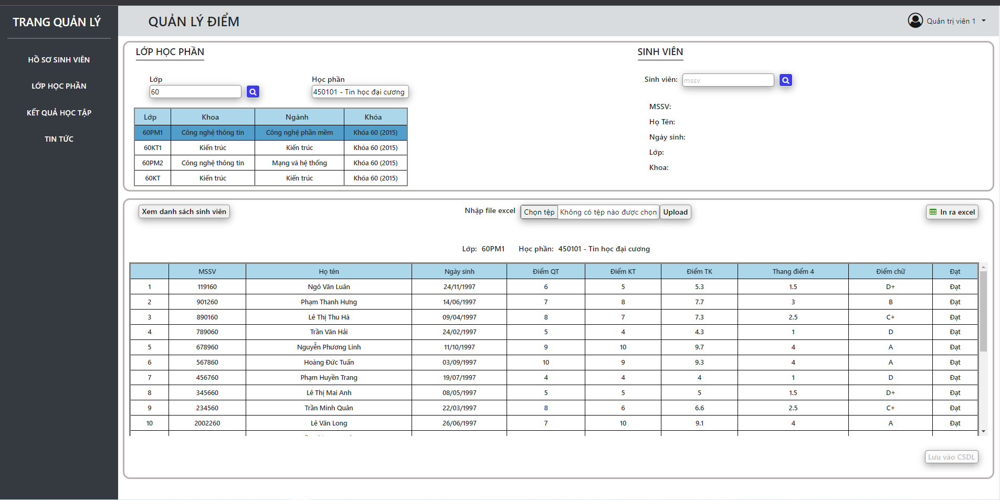 TRANG QUẢN LÝ
HỒ SƠ SINH VIÊN
LỚP HỌC PHẦN
KẾT QUẢ HỌC TẬP
TIN TỨC
QUẢN LÝ ĐIỂM
Quản trị viên 1
LỚP HỌC PHẦN
Lớp Học phần
60 450101 - Tin học đại cương
Lớp Khoa Ngành Khóa
60PM1 Công nghệ thông tin Công nghệ phần mềm Khóa 60 (2015)
60KT1 Kiến trúc Kiến trúc Khóa 60 (2015)
60PM2 Công nghệ thông tin Mạng và hệ thống Khóa 60 (2015)
60KT Kiến trúc Kiến trúc Khóa 60 (2015)
SINH VIÊN
Sinh viên: mssv
MSSV:
Họ Tên:
Ngày sinh:
Lớp:
Khoa:
Xem danh sách sinh viên Nhập file excel Chọn tệp Không có tệp nào được chọn Upload In ra excel
Lớp: 60PM1 Học phần: 450101 - Tin học đại cương
MSSV Họ tên Ngày sinh Điểm QT Điểm KT Điểm TK Thang điểm 4 Điểm chữ Đạt
1 119160 Ngô Văn Luân 24/11/1997 6 5 5.3 1.5 D+ Đạt
2 901260 Phạm Thanh Hưng 14/06/1997 7 8 7.7 3 B Đạt
3 890160 Lê Thị Thu Hà 09/04/1997 8 7 7.3 2.5 C+ Đạt
4 789060 Trần Văn Hải 24/02/1997 5 4 4.3 1 D Đạt
5 678960 Nguyễn Phương Linh 11/10/1997 9 10 9.7 4 A Đạt
6 567860 Hoàng Đức Tuấn 03/09/1997 10 9 9.3 4 A Đạt
7 456760 Phạm Huyền Trang 19/07/1997 4 4 4 1 D Đạt
8 345660 Lê Thị Mai Anh 08/05/1997 5 5 5 1.5 D+ Đạt
9 234560 Trần Minh Quân 22/03/1997 8 6 6.6 2.5 C+ Đạt
10 2002260 Lê Văn Long 26/06/1997 7 10 9.1 4 A Đạt
Lưu vào CSDL